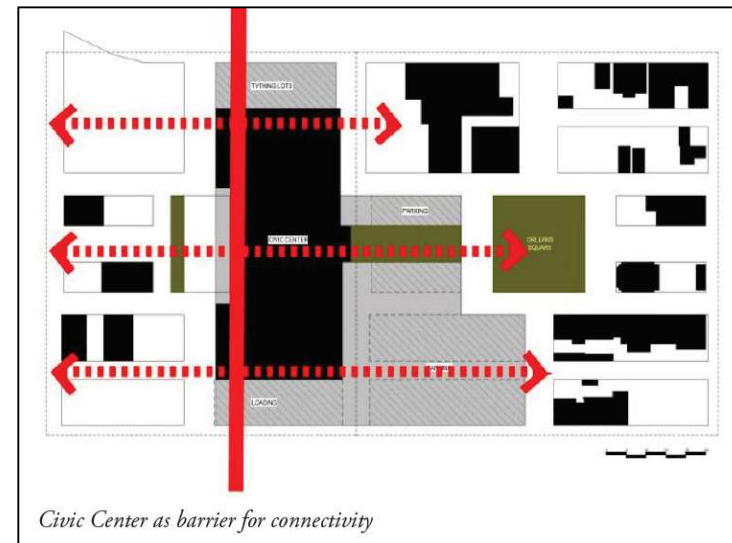 TYTHING LOTS
PARKING
CIVIC CENTER
ORLEANS
SQUARE
LOADING
Civic Center as barrier for connectivity